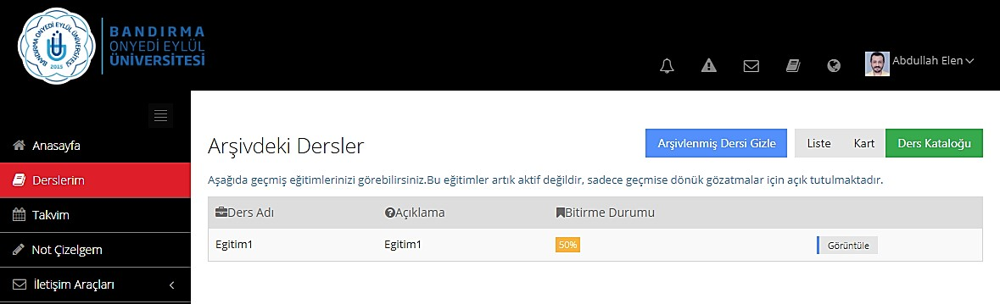 BANDIRMA ONYEDİ EYLÜL ÜNİVERSİTESİ
2015
BANDIRMA
ONYEDİ EYLÜL
ÜNİVERSİTESİ
Abdullah Elen
Anasayfa
Derslerim
Takvim
Not Çizelgem
İletişim Araçları
Arşivdeki Dersler
Arşivlenmiş Dersi Gizle
Liste
Kart
Ders Kataloğu
Aşağıda geçmiş eğitimlerinizi görebilirsiniz.Bu eğitimler artık aktif değildir, sadece geçmise dönük gözatmalar için açık tutulmaktadır.
Ders Adı Açıklama Bitirme Durumu
Egitim1 Egitim1 50% Görüntüle